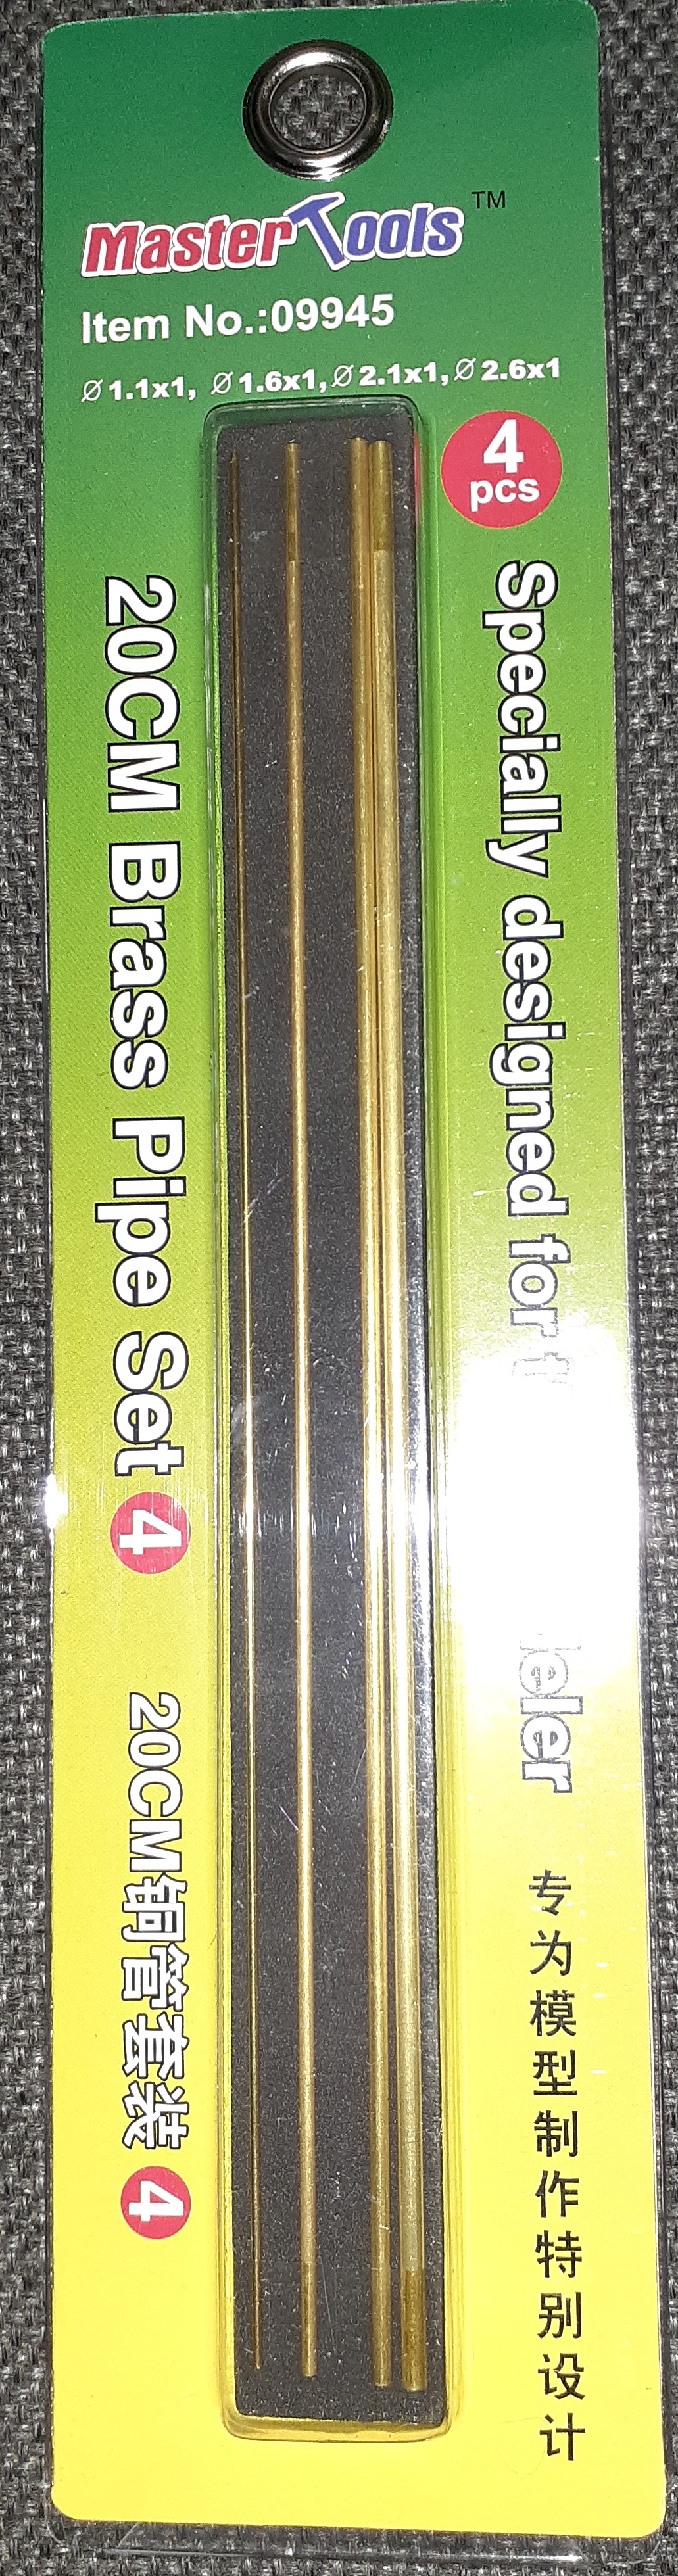 MasterTools TM
Item No.:09945
Ø1.1x1, Ø1.6x1, Ø2.1x1, Ø2.6x1
4
pcs
20CM Brass Pipe Set 4
20CM铜管套装 4
Specially designed for
专为模型制作特别设计